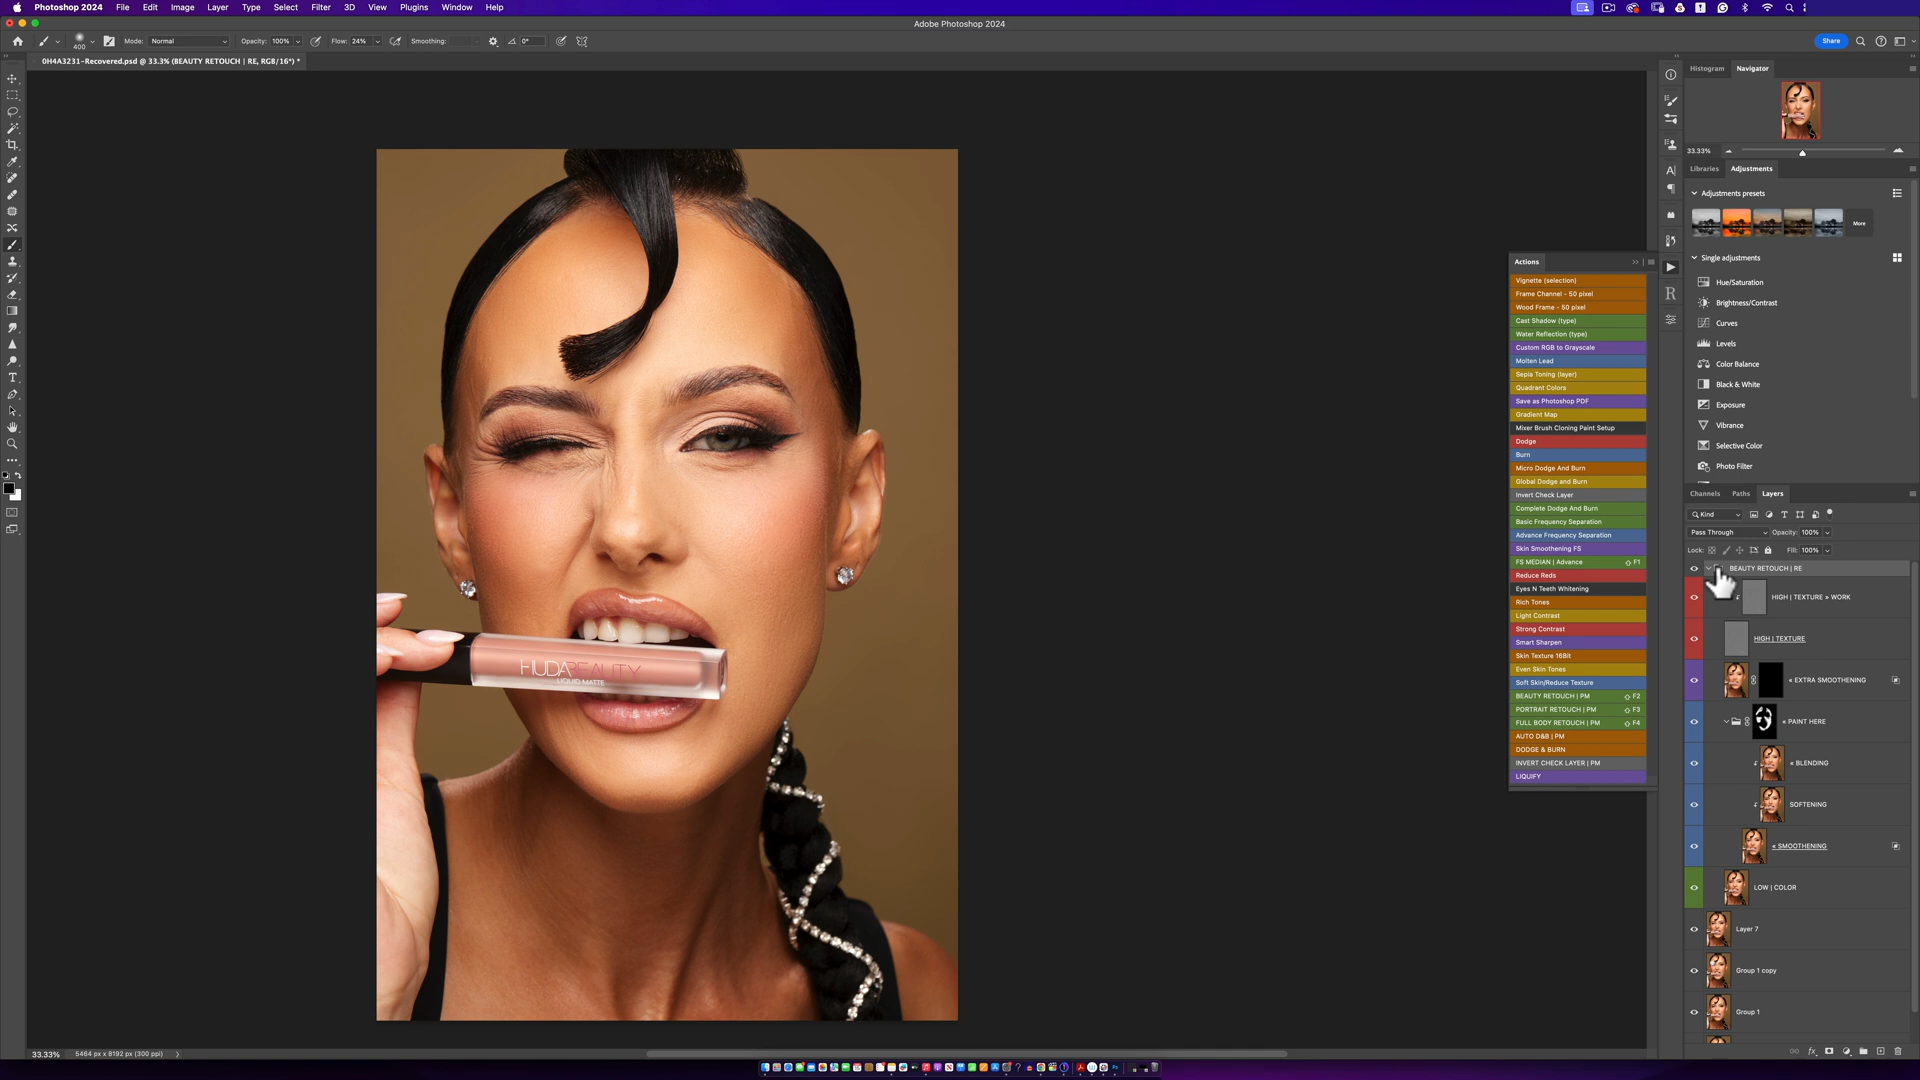 Photoshop 2024 File Edit Image Layer Type Select Filter 3D View Plugins Window Help
Adobe Photoshop 2024
400 Mode: Normal Opacity: 100% Flow: 24% Smoothing: 0° Share
0H4A3231-Recovered.psd @ 33.3% (BEAUTY RETOUCH | RE, RGB/16*) *
Histogram Navigator
33.33%
Libraries Adjustments
Adjustments presets
More
Single adjustments
Hue/Saturation
Brightness/Contrast
Curves
Levels
Color Balance
Black & White
Exposure
Vibrance
Selective Color
Photo Filter
Actions
Vignette (selection)
Frame Channel - 50 pixel
Wood Frame - 50 pixel
Cast Shadow (type)
Water Reflection (type)
Custom RGB to Grayscale
Molten Lead
Sepia Toning (layer)
Quadrant Colors
Save as Photoshop PDF
Gradient Map
Mixer Brush Cloning Paint Setup
Dodge
Burn
Micro Dodge And Burn
Global Dodge and Burn
Invert Check Layer
Complete Dodge And Burn
Basic Frequency Separation
Advance Frequency Separation
Skin Smoothening FS
FS MEDIAN | Advance F1
Reduce Reds
Eyes N Teeth Whitening
Rich Tones
Light Contrast
Strong Contrast
Smart Sharpen
Skin Texture 16Bit
Even Skin Tones
Soft Skin/Reduce Texture
BEAUTY RETOUCH | PM F2
PORTRAIT RETOUCH | PM F3
FULL BODY RETOUCH | PM F4
AUTO D&B | PM
DODGE & BURN
INVERT CHECK LAYER | PM
LIQUIFY
Channels Paths Layers
Kind
Pass Through Opacity: 100%
Lock: Fill: 100%
BEAUTY RETOUCH | RE
HIGH | TEXTURE » WORK
HIGH | TEXTURE
« EXTRA SMOOTHING
« PAINT HERE
« BLENDING
SOFTENING
« SMOOTHENING
LOW | COLOR
Layer 7
Group 1 copy
Group 1
HUDABEAUTY
LIQUID MATTE
33.33% 5464 px x 8192 px (300 ppi)